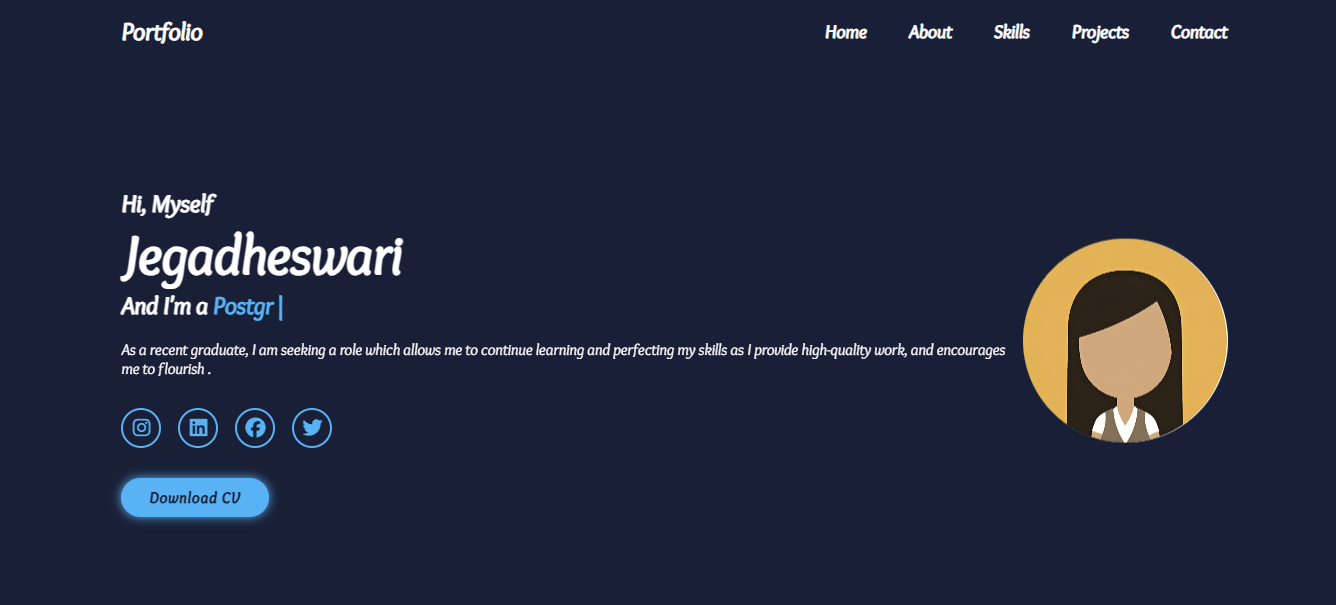 Portfolio
Home About Skills Projects Contact
Hi, Myself
Jegadheswari
And I'm a Postgr |
As a recent graduate, I am seeking a role which allows me to continue learning and perfecting my skills as I provide high-quality work, and encourages
me to flourish .
in
Download CV